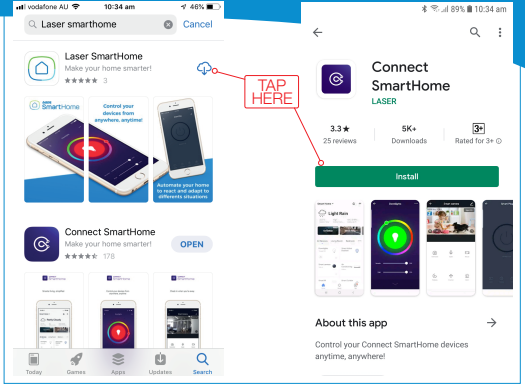 vodafone AU 10:34 am 46%
Laser smarthome Cancel
Laser SmartHome
Make your home smarter!
3
SmartHome
Control your
devices from
anywhere, anytime!
Automate your home
to react and adapt to
differents situations
Connect SmartHome
Make your home smarter!
178
OPEN
Today Games Apps Updates Search
TAP
HERE
89% 10:34 am
Connect
SmartHome
LASER
3.3★ 5K+ 3+
25 reviews Downloads Rated for 3+
Install
Light Rain
About this app
Control your Connect SmartHome devices
anytime, anywhere!